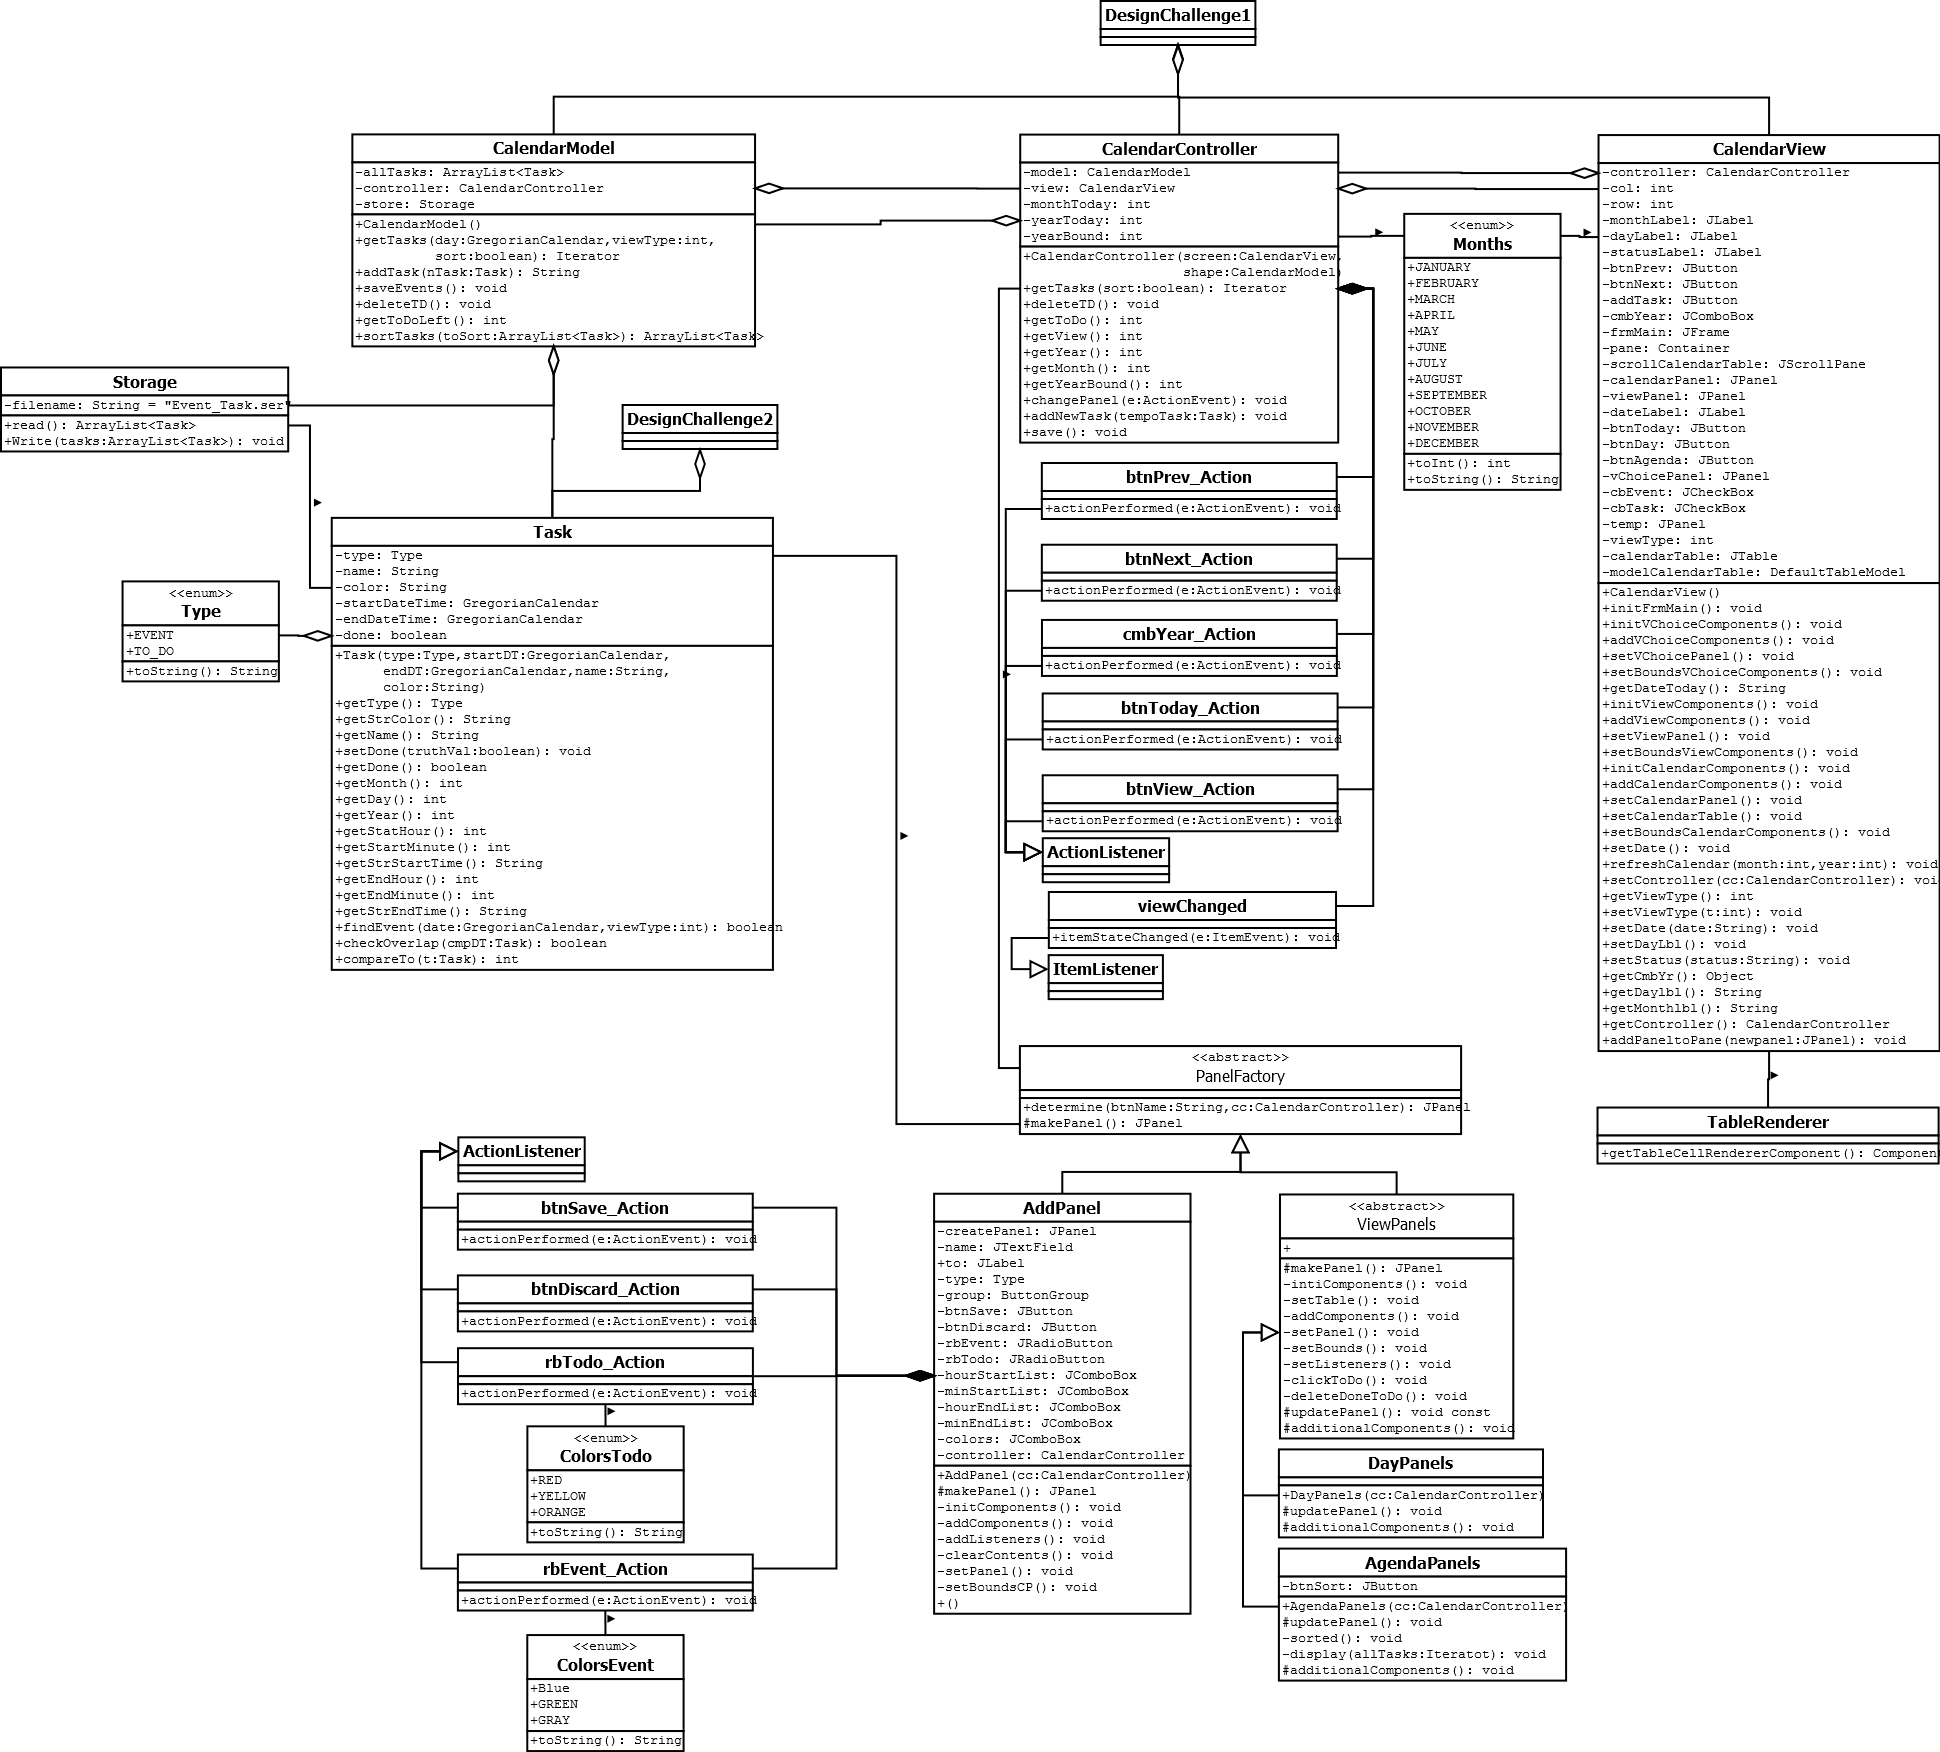 DesignChallenge1
CalendarModel
-allTasks: ArrayList<Task>
-controller: CalendarController
-store: Storage
+CalendarModel()
+getTasks(day:GregorianCalendar,viewType:int,
sort:boolean): Iterator
+addTask(nTask:Task): String
+saveEvents(): void
+deleteTD(): void
+getToDoLeft(): int
+sortTasks(toSort:ArrayList<Task>): ArrayList<Task>
CalendarController
-model: CalendarModel
-view: CalendarView
-monthToday: int
-yearToday: int
-yearBound: int
+CalendarController(screen:CalendarView,
shape:CalendarModel)
+getTasks(sort:boolean): Iterator
+deleteTD(): void
+getToDo(): int
+getView(): int
+getYear(): int
+getMonth(): int
+getYearBound(): int
+changePanel(e:ActionEvent): void
+addNewTask(tempoTask:Task): void
+save(): void
<<enum>>
Months
+JANUARY
+FEBRUARY
+MARCH
+APRIL
+MAY
+JUNE
+JULY
+AUGUST
+SEPTEMBER
+OCTOBER
+NOVEMBER
+DECEMBER
+toInt(): int
+toString(): String
CalendarView
-controller: CalendarController
-col: int
-row: int
-monthLabel: JLabel
-dayLabel: JLabel
-statusLabel: JLabel
-btnPrev: JButton
-btnNext: JButton
-addTask: JButton
-cmbYear: JComboBox
-frmMain: JFrame
-pane: Container
-scrollCalendarTable: JScrollPane
-calendarPanel: JPanel
-viewPanel: JPanel
-dateLabel: JLabel
-btnToday: JButton
-btnDay: JButton
-btnAgenda: JButton
-vChoicePanel: JPanel
-cbEvent: JCheckBox
-cbTask: JCheckBox
-temp: JPanel
-viewType: int
-calendarTable: JTable
-modelCalendarTable: DefaultTableModel
+CalendarView()
+initFrmMain(): void
+initVChoiceComponents(): void
+addVChoiceComponents(): void
+setVChoicePanel(): void
+setBoundsVChoiceComponents(): void
+getDateToday(): String
+initViewComponents(): void
+addViewComponents(): void
+setViewPanel(): void
+setBoundsViewComponents(): void
+initCalendarComponents(): void
+addCalendarComponents(): void
+setCalendarPanel(): void
+setCalendarTable(): void
+setBoundsCalendarComponents(): void
+setDate(): void
+refreshCalendar(month:int,year:int): void
+setController(cc:CalendarController): voi
+getViewType(): int
+setViewType(t:int): void
+setDate(date:String): void
+setDayLbl(): void
+setStatus(status:String): void
+getCmbYr(): Object
+getDaylbl(): String
+getMonthlbl(): String
+getController(): CalendarController
+addPaneltoPane(newpanel:JPanel): void
Storage
-filename: String = "Event_Task.ser"
+read(): ArrayList<Task>
+Write(tasks:ArrayList<Task>): void
DesignChallenge2
Task
-type: Type
-name: String
-color: String
-startDateTime: GregorianCalendar
-endDateTime: GregorianCalendar
-done: boolean
+Task(type:Type,startDT:GregorianCalendar,
endDT:GregorianCalendar,name:String,
color:String)
+getType(): Type
+getStrColor(): String
+getName(): String
+setDone(truthVal:boolean): void
+getDone(): boolean
+getMonth(): int
+getDay(): int
+getYear(): int
+getStatHour(): int
+getStartMinute(): int
+getStrStartTime(): String
+getEndHour(): int
+getEndMinute(): int
+getStrEndTime(): String
+findEvent(date:GregorianCalendar,viewType:int): boolean
+checkOverlap(cmpDT:Task): boolean
+compareTo(t:Task): int
<<enum>>
Type
+EVENT
+TO_DO
+toString(): String
btnPrev_Action
+actionPerformed(e:ActionEvent): void
btnNext_Action
+actionPerformed(e:ActionEvent): void
cmbYear_Action
+actionPerformed(e:ActionEvent): void
btnToday_Action
+actionPerformed(e:ActionEvent): void
btnView_Action
+actionPerformed(e:ActionEvent): void
ActionListener
viewChanged
+itemStateChanged(e:ItemEvent): void
ItemListener
<<abstract>>
PanelFactory
+determine(btnName:String,cc:CalendarController): JPanel
#makePanel(): JPanel
TableRenderer
+getTableCellRendererComponent(): Componen
ActionListener
btnSave_Action
+actionPerformed(e:ActionEvent): void
btnDiscard_Action
+actionPerformed(e:ActionEvent): void
rbTodo_Action
+actionPerformed(e:ActionEvent): void
<<enum>>
ColorsTodo
+RED
+YELLOW
+ORANGE
+toString(): String
rbEvent_Action
+actionPerformed(e:ActionEvent): void
<<enum>>
ColorsEvent
+Blue
+GREEN
+GRAY
+toString(): String
AddPanel
-createPanel: JPanel
-name: JTextField
+to: JLabel
-type: Type
-group: ButtonGroup
-btnSave: JButton
-btnDiscard: JButton
-rbEvent: JRadioButton
-rbTodo: JRadioButton
-hourStartList: JComboBox
-minStartList: JComboBox
-hourEndList: JComboBox
-minEndList: JComboBox
-colors: JComboBox
-controller: CalendarController
+AddPanel(cc:CalendarController)
#makePanel(): JPanel
-initComponents(): void
-addComponents(): void
-addListeners(): void
-clearContents(): void
-setPanel(): void
-setBoundsCP(): void
+()
<<abstract>>
ViewPanels
+
#makePanel(): JPanel
-intiComponents(): void
-setTable(): void
-addComponents(): void
-setPanel(): void
-setBounds(): void
-setListeners(): void
-clickToDo(): void
-deleteDoneToDo(): void
#updatePanel(): void const
#additionalComponents(): void
DayPanels
+DayPanels(cc:CalendarController)
#updatePanel(): void
#additionalComponents(): void
AgendaPanels
-btnSort: JButton
+AgendaPanels(cc:CalendarController)
#updatePanel(): void
-sorted(): void
-display(allTasks:Iteratot): void
#additionalComponents(): void